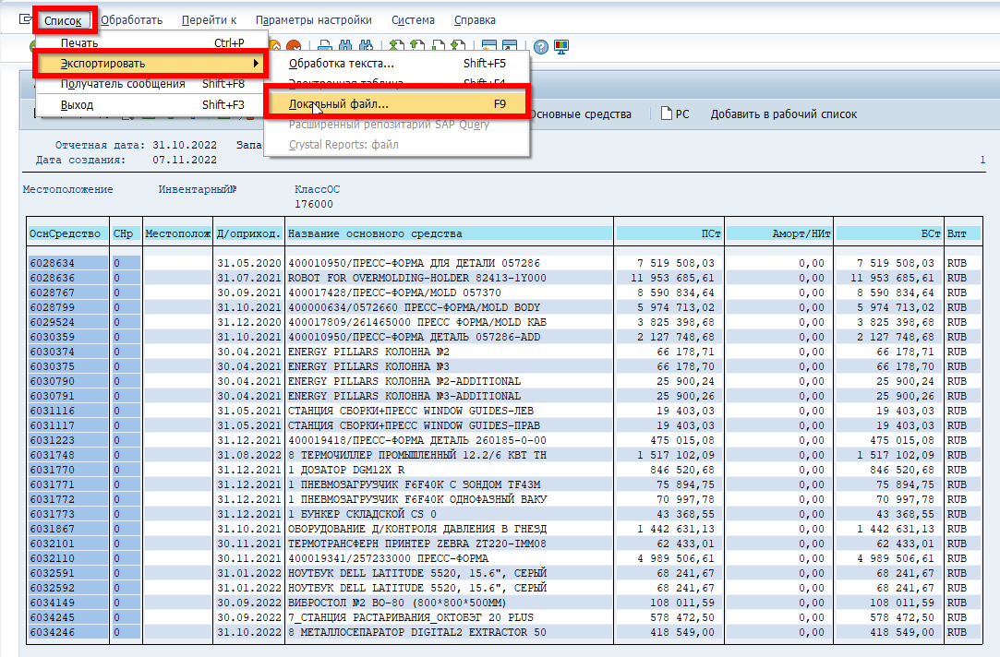 Список Обработать Перейти к Параметры настройки Система Справка
Печать Ctrl+P
Экспортировать Обработка текста... Shift+F5
Получатель сообщения Shift+F8 Электронная таблица... Shift+F4
Выход Shift+F3 Локальный файл... F9
Основные средства РС Добавить в рабочий список
Расширенный репозитарий SAP Query
Отчетная дата: 31.10.2022 Запа
Crystal Reports: файл
Дата создания: 07.11.2022 1
Местоположение Инвентарный№ КлассОС
176000
ОснСредство СНр Местополож Д/оприход. Название основного средства ПСт Аморт/НИт БСт Влт
6028634 0 31.05.2020 400010950/ПРЕСС-ФОРМА ДЛЯ ДЕТАЛИ 057286 7 519 508,03 0,00 7 519 508,03 RUB
6028636 0 31.07.2021 ROBOT FOR OVERMOLDING-HOLDER 82413-1Y000 11 953 685,61 0,00 11 953 685,61 RUB
6028767 0 30.09.2021 400017428/ПРЕСС-ФОРМА/MOLD 057370 8 590 834,64 0,00 8 590 834,64 RUB
6028799 0 31.10.2021 400000634/0572660 ПРЕСС-ФОРМА/MOLD BODY 5 974 713,02 0,00 5 974 713,02 RUB
6029524 0 31.12.2020 400017809/261465000 ПРЕСС ФОРМА/MOLD КАБ 3 825 398,68 0,00 3 825 398,68 RUB
6030359 0 31.10.2021 400010950/ПРЕСС-ФОРМА ДЕТАЛЬ 057286-ADD 2 127 748,68 0,00 2 127 748,68 RUB
6030374 0 30.04.2021 ENERGY PILLARS КОЛОННА №2 66 178,71 0,00 66 178,71 RUB
6030375 0 30.04.2021 ENERGY PILLARS КОЛОННА №3 66 178,70 0,00 66 178,70 RUB
6030790 0 30.04.2021 ENERGY PILLARS КОЛОННА №2-ADDITIONAL 25 900,24 0,00 25 900,24 RUB
6030791 0 30.04.2021 ENERGY PILLARS КОЛОННА №3-ADDITIONAL 25 900,26 0,00 25 900,26 RUB
6031116 0 31.05.2021 СТАНЦИЯ СБОРКИ+ПРЕСС WINDOW GUIDES-ЛЕВ 19 403,03 0,00 19 403,03 RUB
6031117 0 31.05.2021 СТАНЦИЯ СБОРКИ+ПРЕСС WINDOW GUIDES-ПРАВ 19 403,03 0,00 19 403,03 RUB
6031223 0 31.12.2021 400019418/ПРЕСС-ФОРМА ДЕТАЛЬ 260185-0-00 475 015,08 0,00 475 015,08 RUB
6031748 0 31.08.2022 8 ТЕРМОЧИЛЛЕР ПРОМЫШЛЕННЫЙ 12.2/6 КВТ ТН 1 517 102,09 0,00 1 517 102,09 RUB
6031770 0 31.12.2021 1 ДОЗАТОР DGM12X R 846 520,68 0,00 846 520,68 RUB
6031771 0 31.12.2021 1 ПНЕВМОЗАГРУЗЧИК F6F40K С ЗОНДОМ TF43M 75 894,75 0,00 75 894,75 RUB
6031772 0 31.12.2021 1 ПНЕВМОЗАГРУЗЧИК F6F40K ОДНОФАЗНЫЙ ВАКУ 70 997,78 0,00 70 997,78 RUB
6031773 0 31.12.2021 1 БУНКЕР СКЛАДСКОЙ CS 0 43 368,55 0,00 43 368,55 RUB
6031867 0 31.10.2021 ОБОРУДОВАНИЕ Д/КОНТРОЛЯ ДАВЛЕНИЯ В ГНЕЗД 1 442 631,13 0,00 1 442 631,13 RUB
6032101 0 30.11.2021 ТЕРМОТРАНСФЕРН ПРИНТЕР ZEBRA ZT220-IMM08 62 433,01 0,00 62 433,01 RUB
6032110 0 30.11.2021 400019341/257233000 ПРЕСС-ФОРМА 4 989 506,61 0,00 4 989 506,61 RUB
6032591 0 31.01.2022 НОУТБУК DELL LATITUDE 5520, 15.6", СЕРЫЙ 68 241,67 0,00 68 241,67 RUB
6032592 0 31.01.2022 НОУТБУК DELL LATITUDE 5520, 15.6", СЕРЫЙ 68 241,67 0,00 68 241,67 RUB
6034149 0 30.09.2022 ВИБРОСТОЛ №2 ВО-80 (800*800*500ММ) 108 011,59 0,00 108 011,59 RUB
6034245 0 30.09.2022 7_СТАНЦИЯ РАСТАРИВАНИЯ_ОКТОБЭГ 20 PLUS 578 472,50 0,00 578 472,50 RUB
6034246 0 31.10.2022 8 МЕТАЛЛОСЕПАРАТОР DIGITAL2 EXTRACTOR 50 418 549,00 0,00 418 549,00 RUB